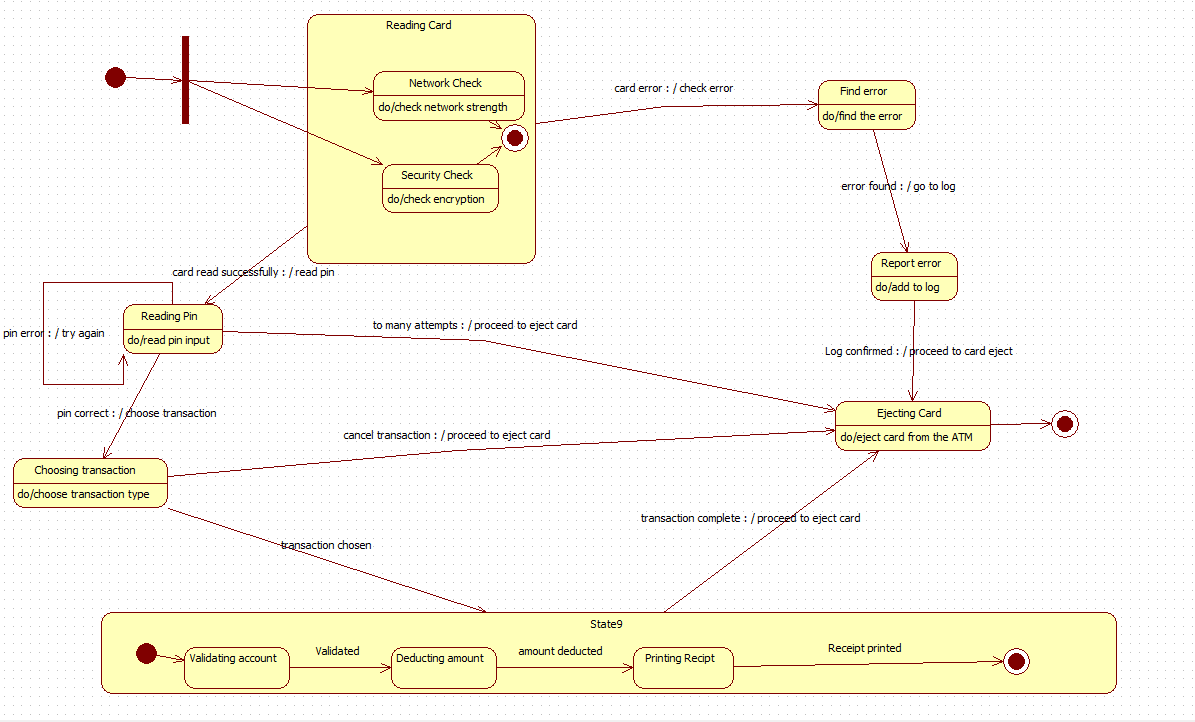 Reading Card
Network Check
do/check network strength
Security Check
do/check encryption
card error : / check error
Find error
do/find the error
error found : / go to log
Report error
do/add to log
card read successfully : / read pin
Reading Pin
do/read pin input
pin error : / try again
to many attempts : / proceed to eject card
Log confirmed : / proceed to card eject
pin correct : / choose transaction
Ejecting Card
do/eject card from the ATM
cancel transaction : / proceed to eject card
Choosing transaction
do/choose transaction type
transaction complete : / proceed to eject card
transaction chosen
State9
Validating account
Validated
Deducting amount
amount deducted
Printing Recipt
Receipt printed